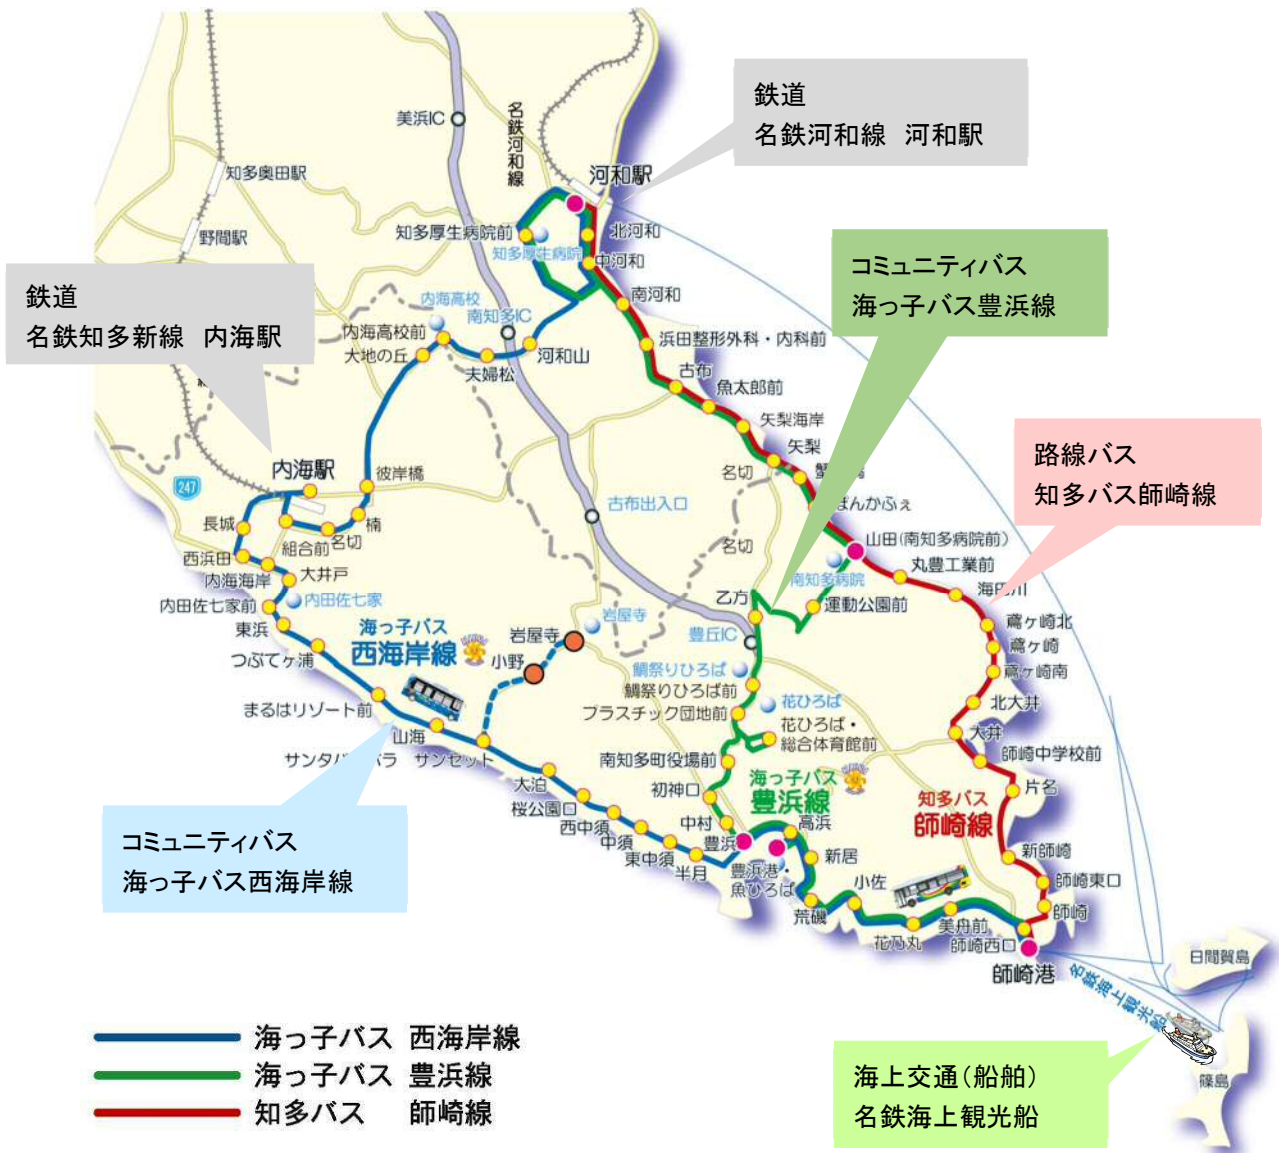 鉄道
名鉄河和線 河和駅
美浜IC
名鉄河和線
河和駅
知多奥田駅
野間駅
知多厚生病院前
知多厚生病院
北河和
中河和
コミュニティバス
海っ子バス豊浜線
鉄道
名鉄知多新線 内海駅
内海高校
内海高校前
大地の丘
南知多IC
夫婦松
河和山
南河和
浜田整形外科・内科前
古布
魚太郎前
矢梨海岸
矢梨
路線バス
知多バス師崎線
名切
ぱんかふぇ
山田(南知多病院前)
南知多病院
丸豊工業前
海田川
運動公園前
内海駅
247
彼岸橋
古布出入口
長城
楠
名切
組合前
西浜田
内海海岸
大井戸
内田佐七家前
内田佐七家
東浜
つぶてヶ浦
海っ子バス
西海岸線
岩屋寺
岩屋寺
小野
名切
乙方
豊丘IC
鳶ヶ崎北
鳶ヶ崎
鳶ヶ崎南
北大井
大井
師崎中学校前
片名
鯛祭りひろば
鯛祭りひろば前
プラスチック団地前
花ひろば
花ひろば・
総合体育館前
まるはリゾート前
山海
サンセット
大泊
桜公園口
西中須
中須
東中須
半月
南知多町役場前
初神口
中村
豊浜
海っ子バス
豊浜線
高浜
豊浜港・
魚ひろば
新居
荒磯
小佐
花乃丸
美舟前
知多バス
師崎線
新師崎
師崎東口
師崎
師崎西口
師崎港
コミュニティバス
海っ子バス西海岸線
日間賀島
名鉄海上観光船
篠島
海上交通(船舶)
名鉄海上観光船
海っ子バス 西海岸線
海っ子バス 豊浜線
知多バス 師崎線